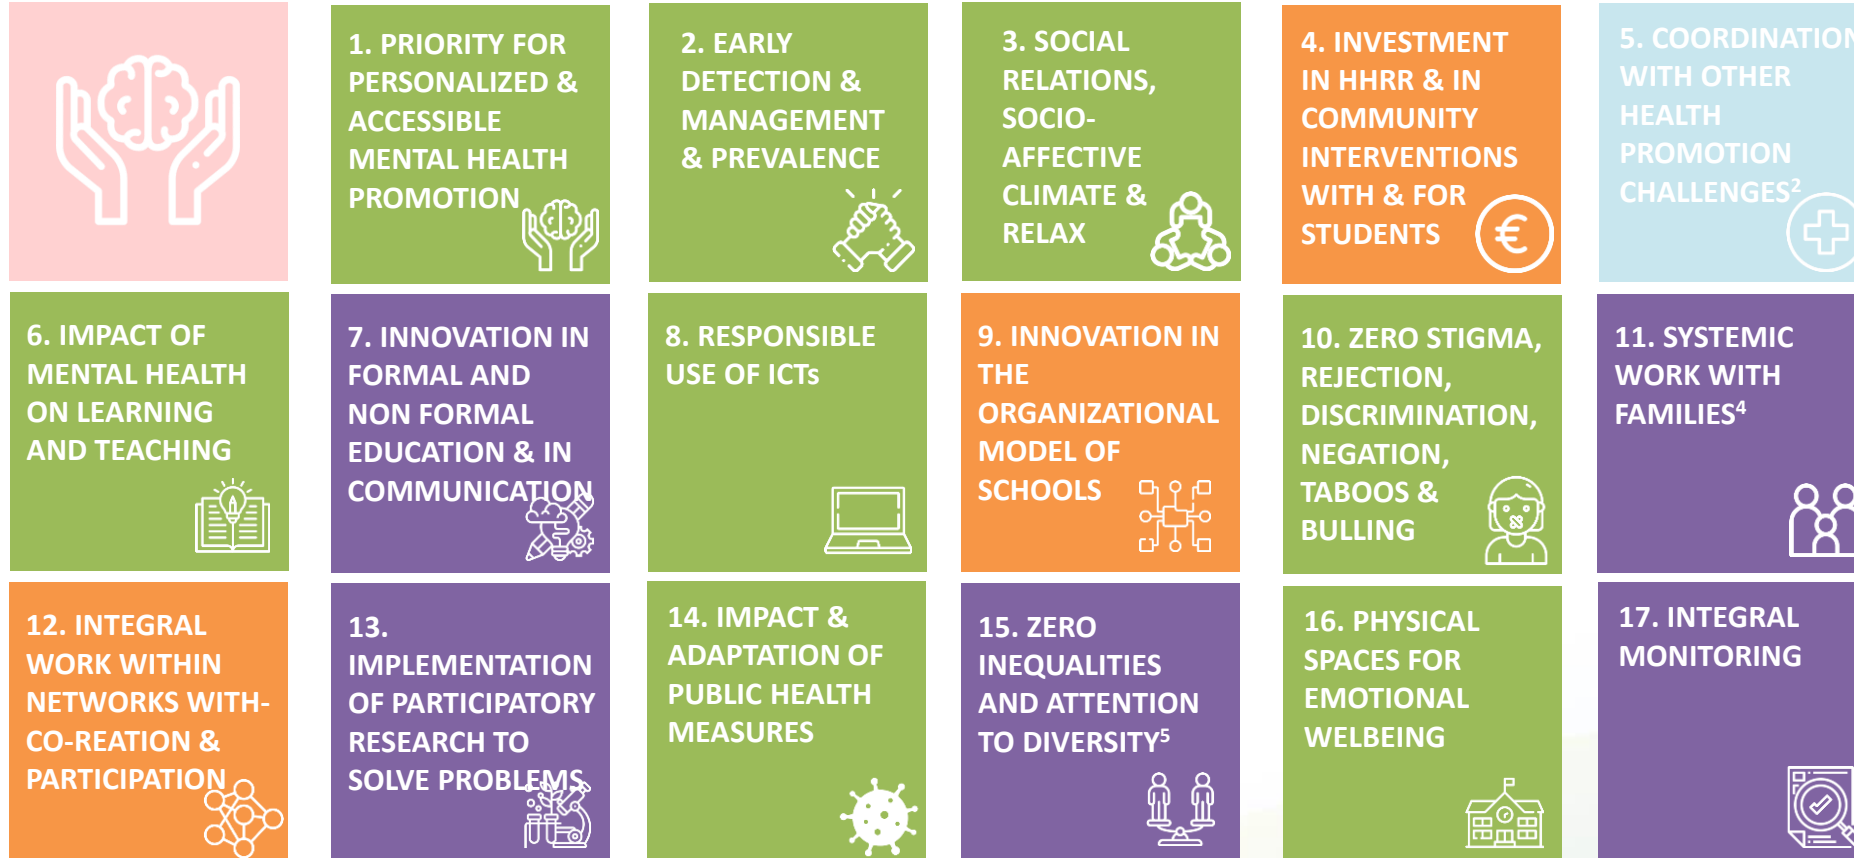 1. PRIORITY FOR
PERSONALIZED &
ACCESSIBLE
MENTAL HEALTH
PROMOTION
2. EARLY
DETECTION &
MANAGEMENT
& PREVALENCE
3. SOCIAL
RELATIONS,
SOCIO-
AFFECTIVE
CLIMATE &
RELAX
4. INVESTMENT
IN HHRR & IN
COMMUNITY
INTERVENTIONS
WITH & FOR
STUDENTS
€
5. COORDINATION
WITH OTHER
HEALTH
PROMOTION
CHALLENGES²
6. IMPACT OF
MENTAL HEALTH
ON LEARNING
AND TEACHING
7. INNOVATION IN
FORMAL AND
NON FORMAL
EDUCATION & IN
COMMUNICATION
8. RESPONSIBLE
USE OF ICTs
9. INNOVATION IN
THE
ORGANIZATIONAL
MODEL OF
SCHOOLS
10. ZERO STIGMA,
REJECTION,
DISCRIMINATION,
NEGATION,
TABOOS &
BULLING
11. SYSTEMIC
WORK WITH
FAMILIES⁴
12. INTEGRAL
WORK WITHIN
NETWORKS WITH-
CO-REATION &
PARTICIPATION
13.
IMPLEMENTATION
OF PARTICIPATORY
RESEARCH TO
SOLVE PROBLEMS
14. IMPACT &
ADAPTATION OF
PUBLIC HEALTH
MEASURES
15. ZERO
INEQUALITIES
AND ATTENTION
TO DIVERSITY⁵
16. PHYSICAL
SPACES FOR
EMOTIONAL
WELBEING
17. INTEGRAL
MONITORING